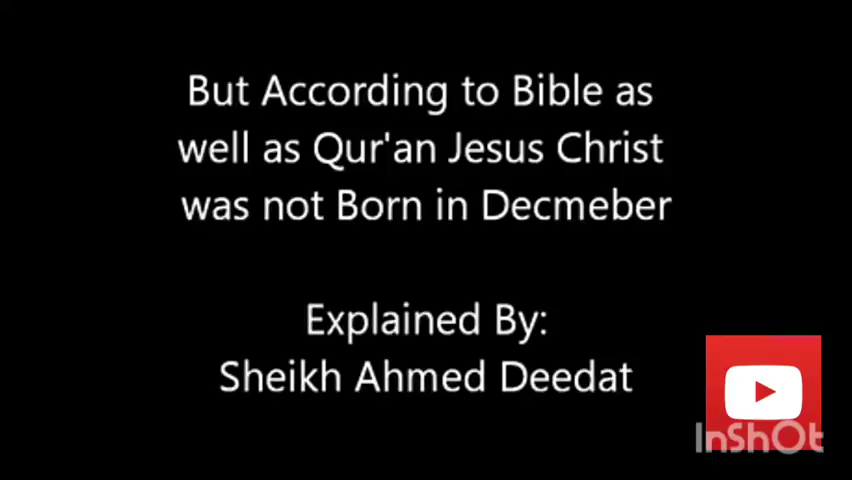 But According to Bible as
well as Qur'an Jesus Christ
was not Born in Decmeber
Explained By:
Sheikh Ahmed Deedat
InShOt